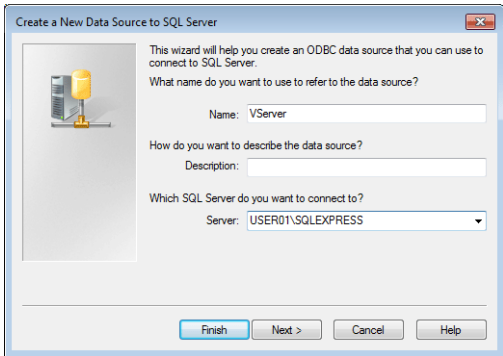 Create a New Data Source to SQL Server
This wizard will help you create an ODBC data source that you can use to
connect to SQL Server.
What name do you want to use to refer to the data source?
Name: VServer
How do you want to describe the data source?
Description:
Which SQL Server do you want to connect to?
Server: USER01\SQLEXPRESS
Finish Next > Cancel Help